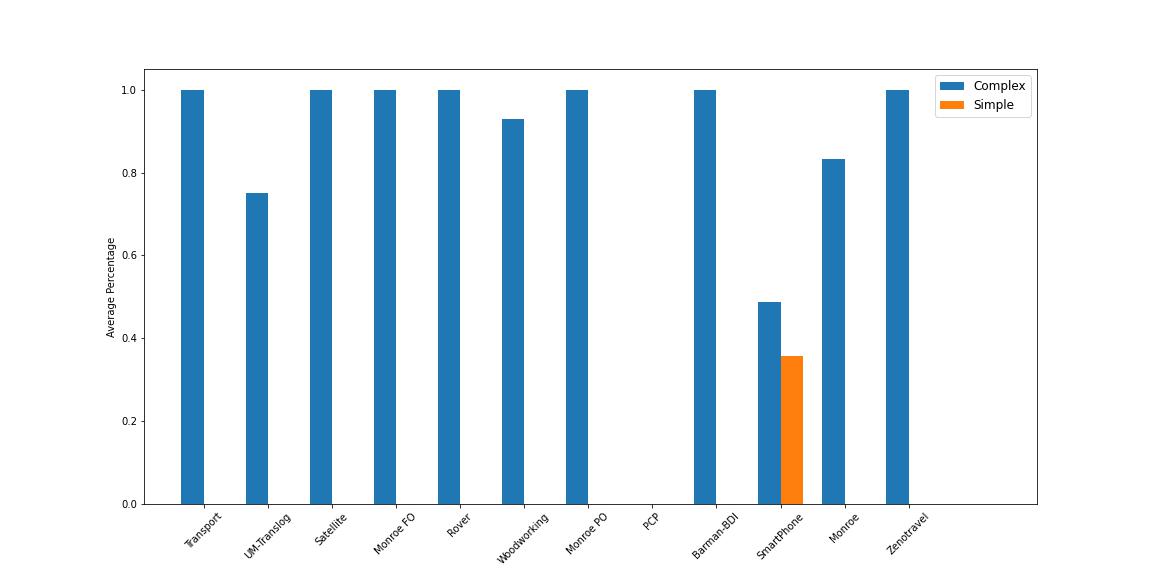 Complex
Simple
Average Percentage
1.0
0.8
0.6
0.4
0.2
0.0
Transport
UM-Translog
Satellite
Monroe FO
Rover
Woodworking
Monroe PO
PCP
Barman-BDI
SmartPhone
Monroe
Zenotravel